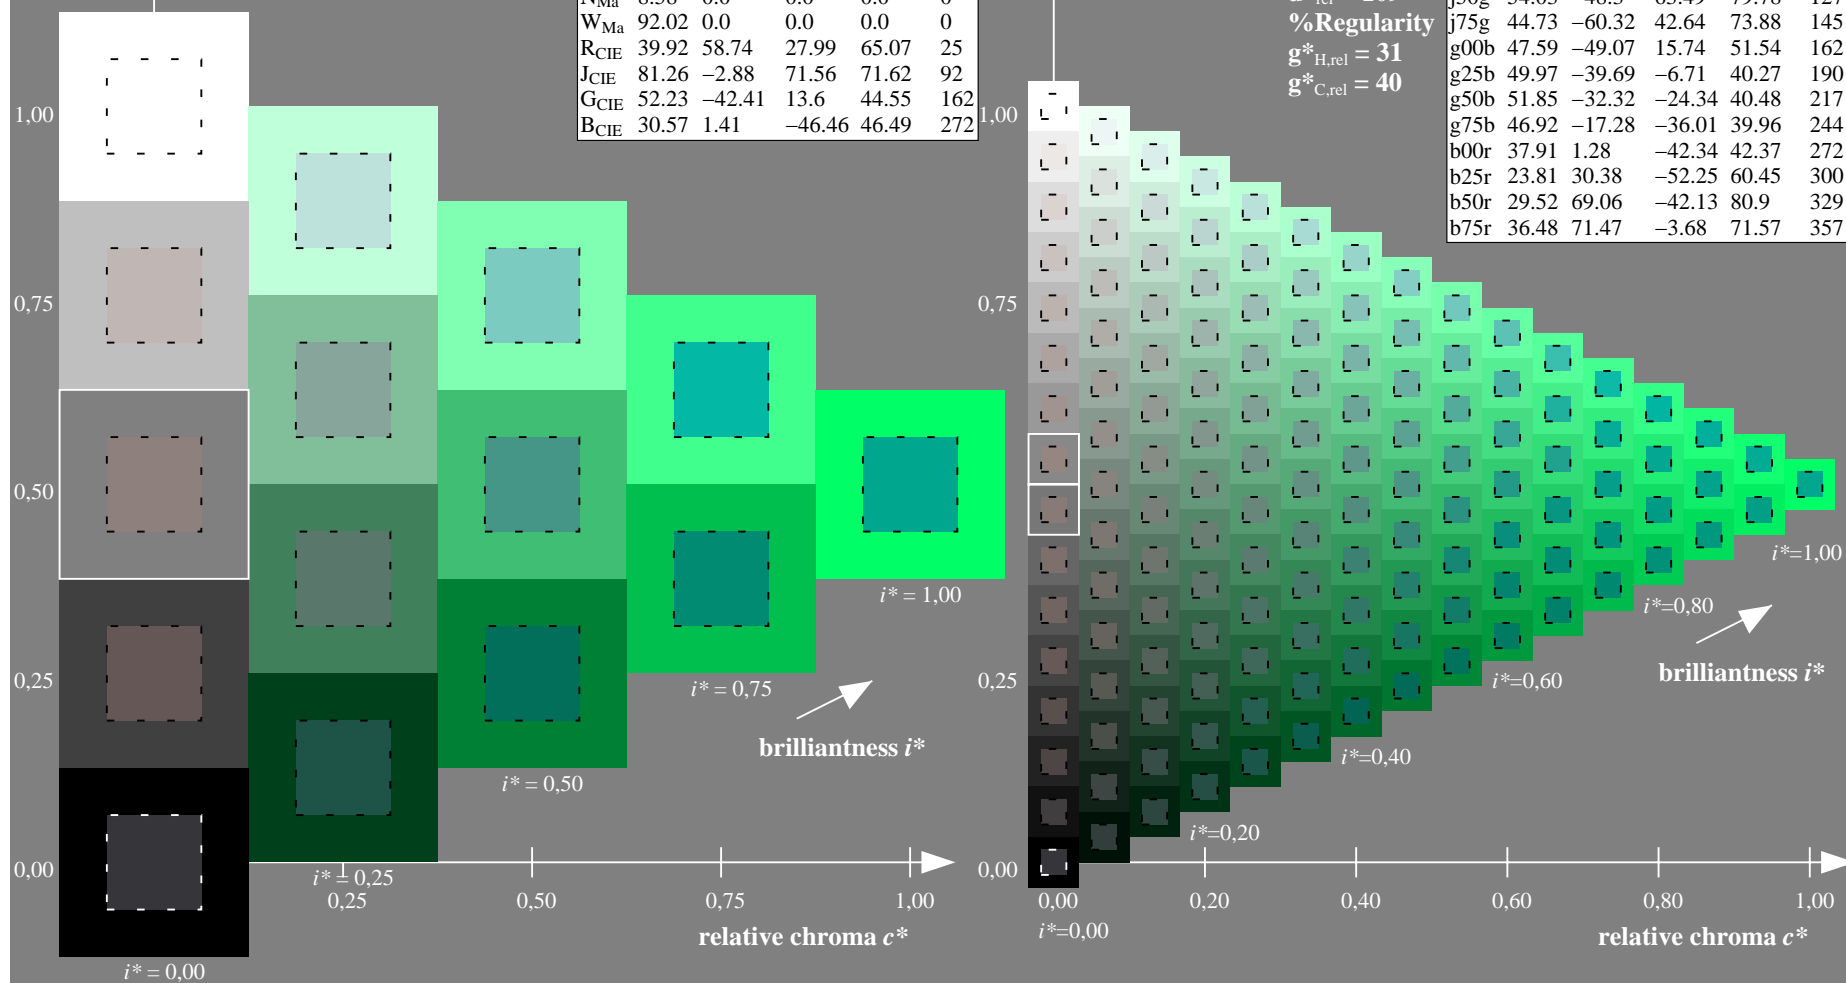 W_Ma 92.02 0.0 0.0 0.0 0
R_CIE 39.92 58.74 27.99 65.07 25
J_CIE 81.26 −2.88 71.56 71.62 92
G_CIE 52.23 −42.41 13.6 44.55 162
B_CIE 30.57 1.41 −46.46 46.49 272
1,00
0,75
0,50
0,25
0,00
i* = 1,00
i* = 0,75
brilliantness i*
i* = 0,50
i* = 0,25
0,25 0,50 0,75 1,00
relative chroma c*
i* = 0,00
%Regularity
g*H,rel = 31
g*C,rel = 40
j75g 44.73 −60.32 42.64 73.88 145
g00b 47.59 −49.07 15.74 51.54 162
g25b 49.97 −39.69 −6.71 40.27 190
g50b 51.85 −32.32 −24.34 40.48 217
g75b 46.92 −17.28 −36.01 39.96 244
b00r 37.91 1.28 −42.34 42.37 272
b25r 23.81 30.38 −52.25 60.45 300
b50r 29.52 69.06 −42.13 80.9 329
b75r 36.48 71.47 −3.68 71.57 357
1,00
0,75
0,50
0,25
0,00
i*=1,00
i*=0,80
brilliantness i*
i*=0,60
i*=0,40
i*=0,20
0,00 0,20 0,40 0,60 0,80 1,00
i*=0,00
relative chroma c*